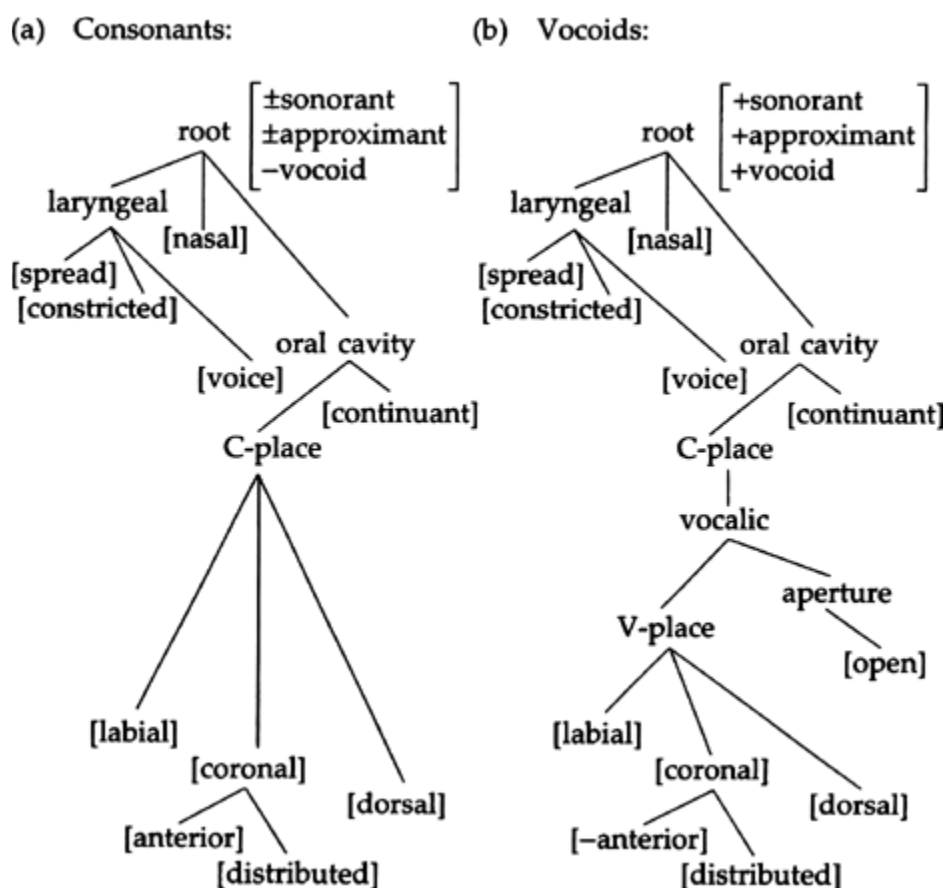 (a) Consonants:
±sonorant
root ±approximant
−vocoid
laryngeal
[nasal]
[spread]
[constricted]
oral cavity
[voice]
[continuant]
C-place
[labial]
[coronal]
[dorsal]
[anterior]
[distributed]
(b) Vocoids:
+sonorant
root +approximant
+vocoid
laryngeal
[nasal]
[spread]
[constricted]
oral cavity
[voice]
[continuant]
C-place
vocalic
aperture
V-place
[open]
[labial]
[coronal]
[dorsal]
[−anterior]
[distributed]